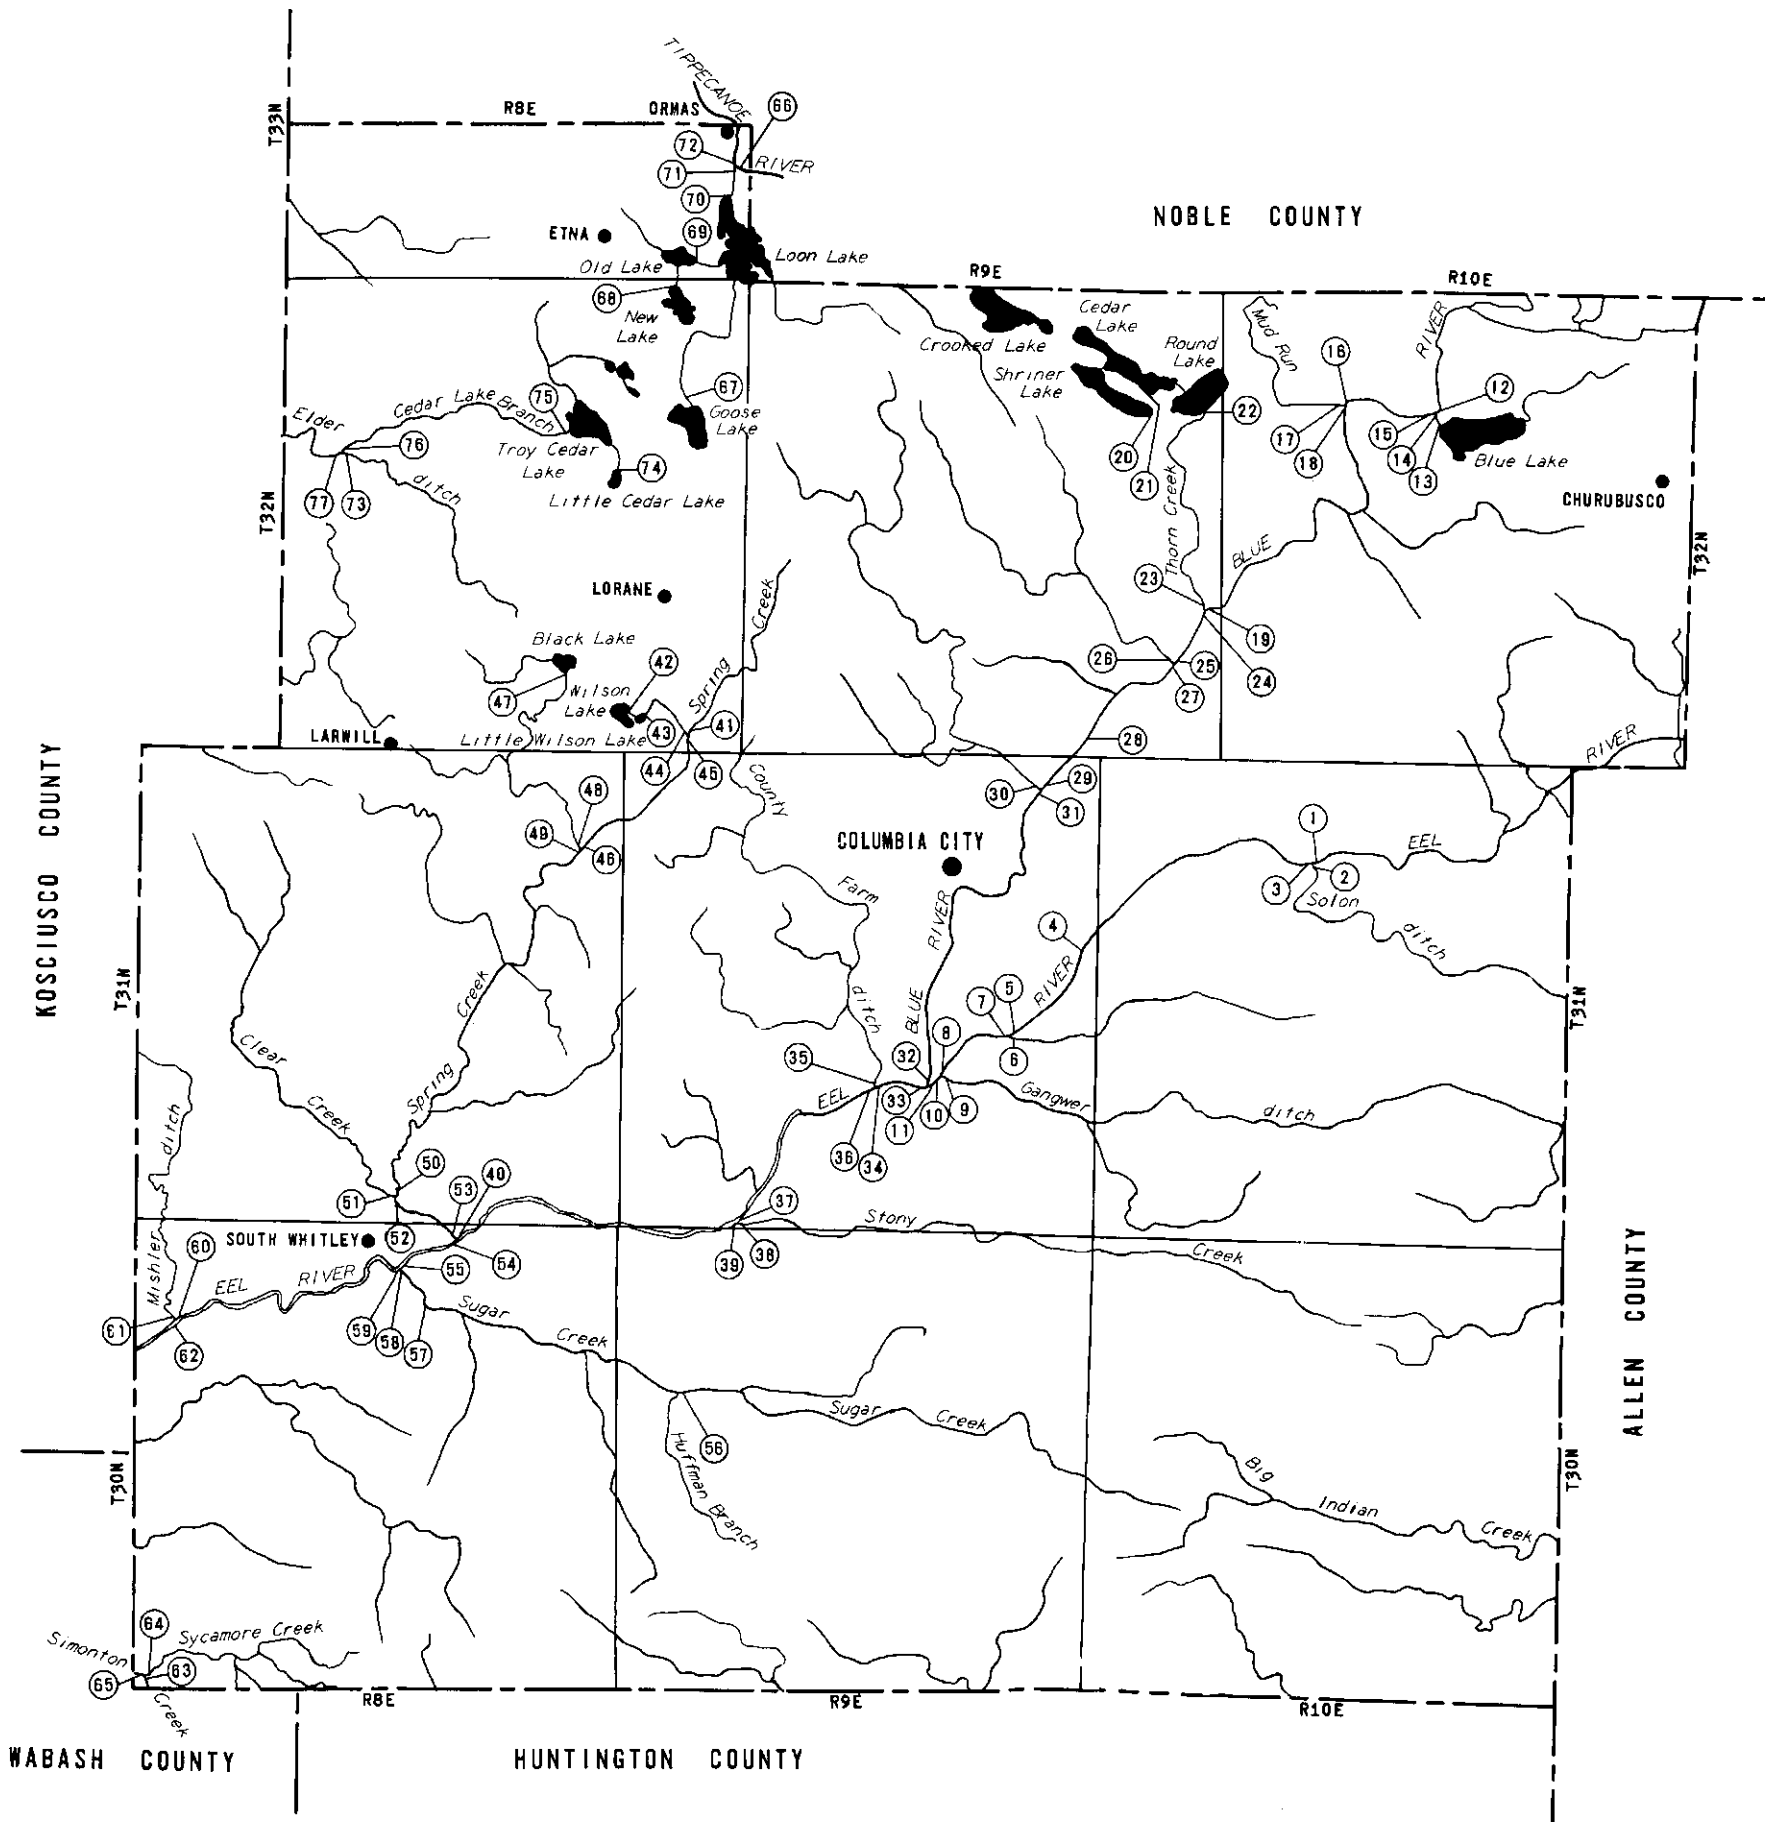 TIPPECANOE
66
R8E
ORMAS
T33N
72
RIVER
71
70
NOBLE COUNTY
ETNA
69
Old Lake
Loon Lake
R9E
R10E
68
New
Lake
Cedar
Lake
Crooked Lake
Round
Lake
Shriner
Lake
Mud Run
16
RIVER
12
67
Goose
Lake
75
Cedar Lake Branch
Elder
76
Troy Cedar
Lake
74
Little Cedar Lake
ditch
77
73
22
20
21
17
18
15
14
13
Blue Lake
CHURUBUSCO
T32N
T32N
Thorn Creek
BLUE
23
19
24
LORANE
Creek
Black Lake
42
47
Wilson
Lake
Spring
43
41
26
25
27
LARWILL
Little Wilson Lake
44
45
28
RIVER
KOSCIUSCO COUNTY
County
48
49
46
30
29
31
COLUMBIA CITY
1
EEL
3
2
Solon
ditch
Farm
RIVER
4
T31N
T31N
Creek
ditch
BLUE
7
5
RIVER
8
6
Clear
Creek
Spring
35
32
EEL
33
10
9
11
Gangwer
ditch
36
34
ditch
Mishler
50
51
52
53
40
37
38
39
Stony
Creek
SOUTH WHITLEY
60
EEL
RIVER
55
54
61
62
59
58
57
Sugar
Creek
ALLEN COUNTY
Sugar
Creek
56
Huffman Branch
T30N
T30N
Big
Indian
Creek
64
Simonton
Sycamore Creek
65
63
Creek
R8E
R9E
R10E
WABASH COUNTY
HUNTINGTON COUNTY